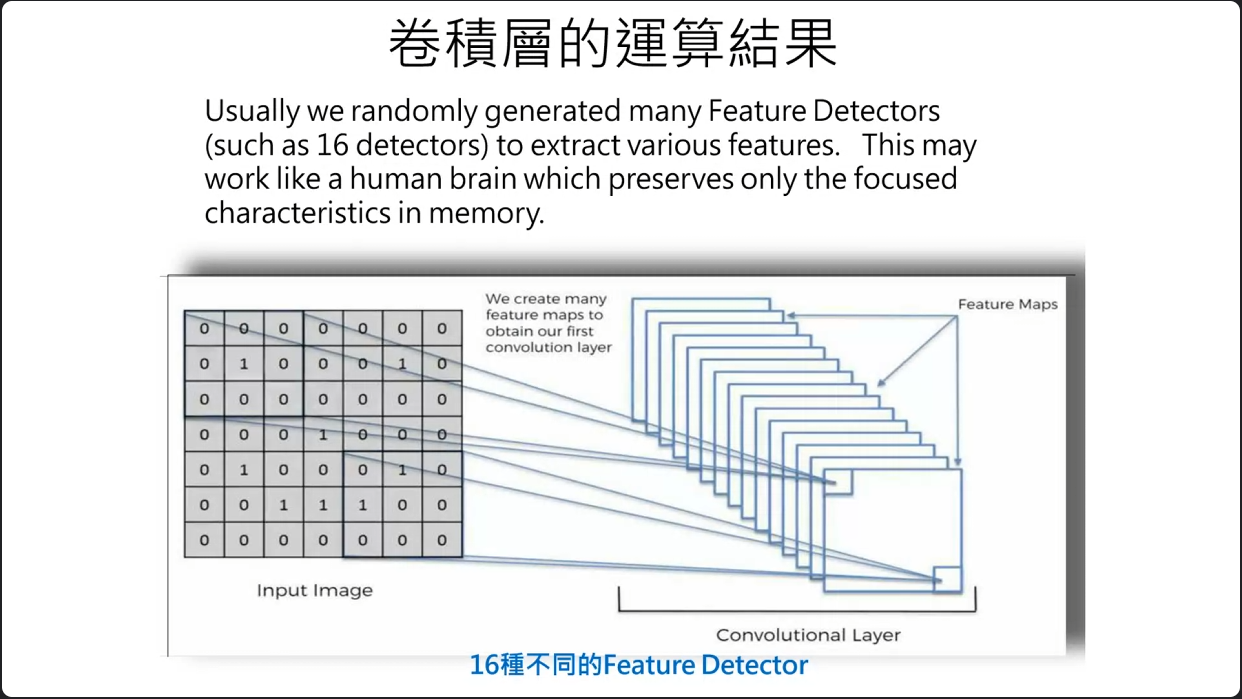 卷積層的運算結果
Usually we randomly generated many Feature Detectors
(such as 16 detectors) to extract various features.   This may
work like a human brain which preserves only the focused
characteristics in memory.
We create many
feature maps to
obtain our first
convolution layer
Feature Maps
0 0 0 0 0 0 0
0 1 0 0 0 1 0
0 0 0 0 0 0 0
0 0 0 1 0 0 0
0 1 0 0 0 1 0
0 0 1 1 1 0 0
0 0 0 0 0 0 0
Input Image
Convolutional Layer
16種不同的Feature Detector